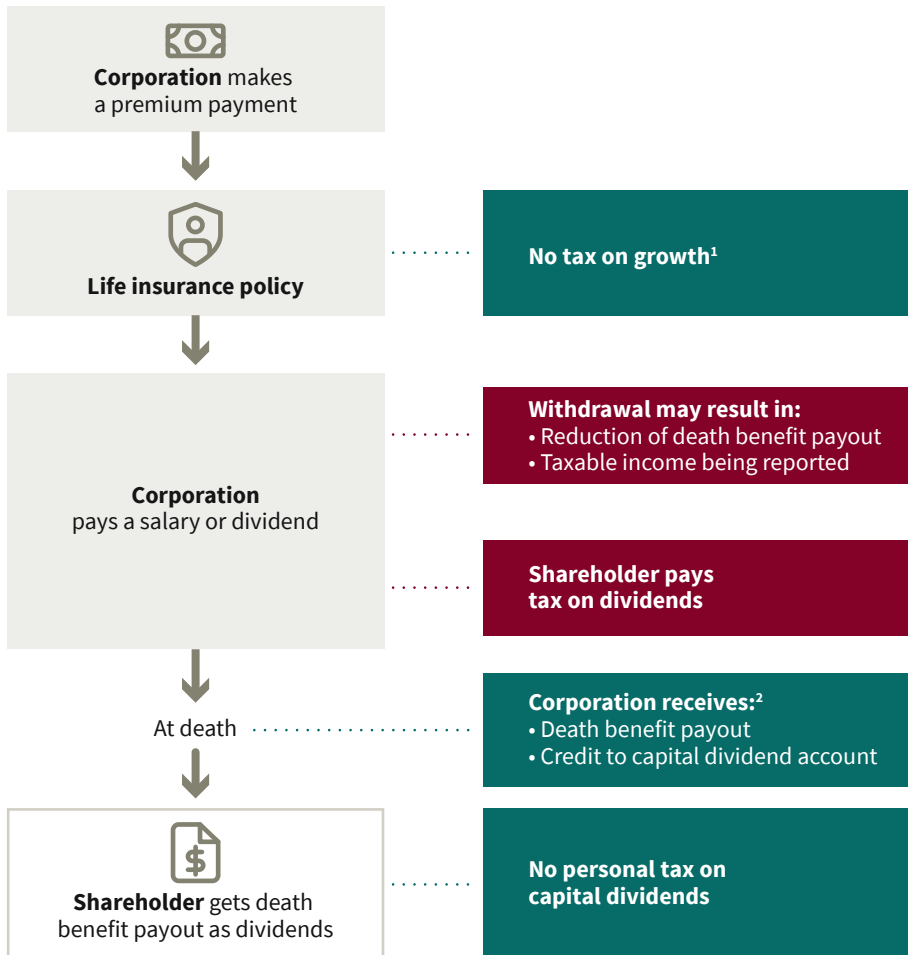 Corporation makes
a premium payment
Life insurance policy
No tax on growth¹
Corporation
pays a salary or dividend
Withdrawal may result in:
• Reduction of death benefit payout
• Taxable income being reported
Shareholder pays
tax on dividends
At death
Corporation receives:²
• Death benefit payout
• Credit to capital dividend account
$
Shareholder gets death
benefit payout as dividends
No personal tax on
capital dividends